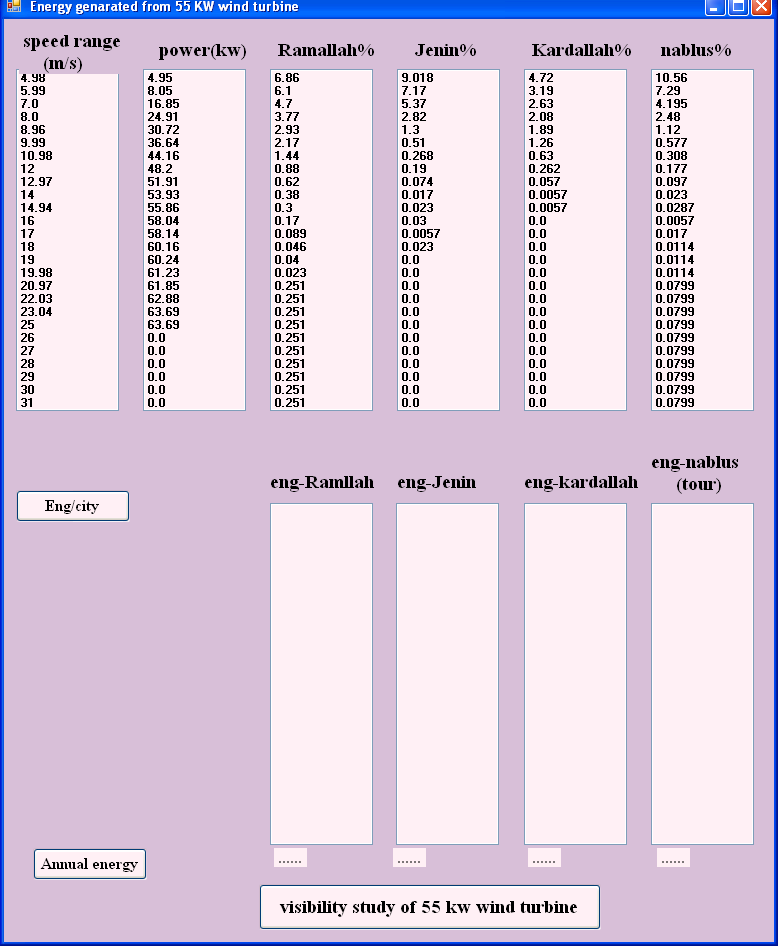 Energy genarated from 55 KW wind turbine
speed range (m/s) power(kw) Ramallah% Jenin% Kardallah% nablus%
4.98 4.95 6.86 9.018 4.72 10.56
5.99 8.05 6.1 7.17 3.19 7.29
7.0 16.85 4.7 5.37 2.63 4.195
8.0 24.91 3.77 2.82 2.08 2.48
8.96 30.72 2.93 1.3 1.89 1.12
9.99 36.64 2.17 0.51 1.26 0.577
10.98 44.16 1.44 0.268 0.63 0.308
12 48.2 0.88 0.19 0.262 0.177
12.97 51.91 0.62 0.074 0.057 0.097
14 53.93 0.38 0.017 0.0057 0.023
14.94 55.86 0.3 0.023 0.0057 0.0287
16 58.04 0.17 0.03 0.0 0.0057
17 58.14 0.089 0.0057 0.0 0.017
18 60.16 0.046 0.023 0.0 0.0114
19 60.24 0.04 0.0 0.0 0.0114
19.98 61.23 0.023 0.0 0.0 0.0114
20.97 61.85 0.251 0.0 0.0 0.0799
22.03 62.88 0.251 0.0 0.0 0.0799
23.04 63.69 0.251 0.0 0.0 0.0799
25 63.69 0.251 0.0 0.0 0.0799
26 0.0 0.251 0.0 0.0 0.0799
27 0.0 0.251 0.0 0.0 0.0799
28 0.0 0.251 0.0 0.0 0.0799
29 0.0 0.251 0.0 0.0 0.0799
30 0.0 0.251 0.0 0.0 0.0799
31 0.0 0.251 0.0 0.0 0.0799
eng-Ramllah eng-Jenin eng-kardallah eng-nablus (tour)
Eng/city
Annual energy
...... ...... ...... ......
visibility study of 55 kw wind turbine